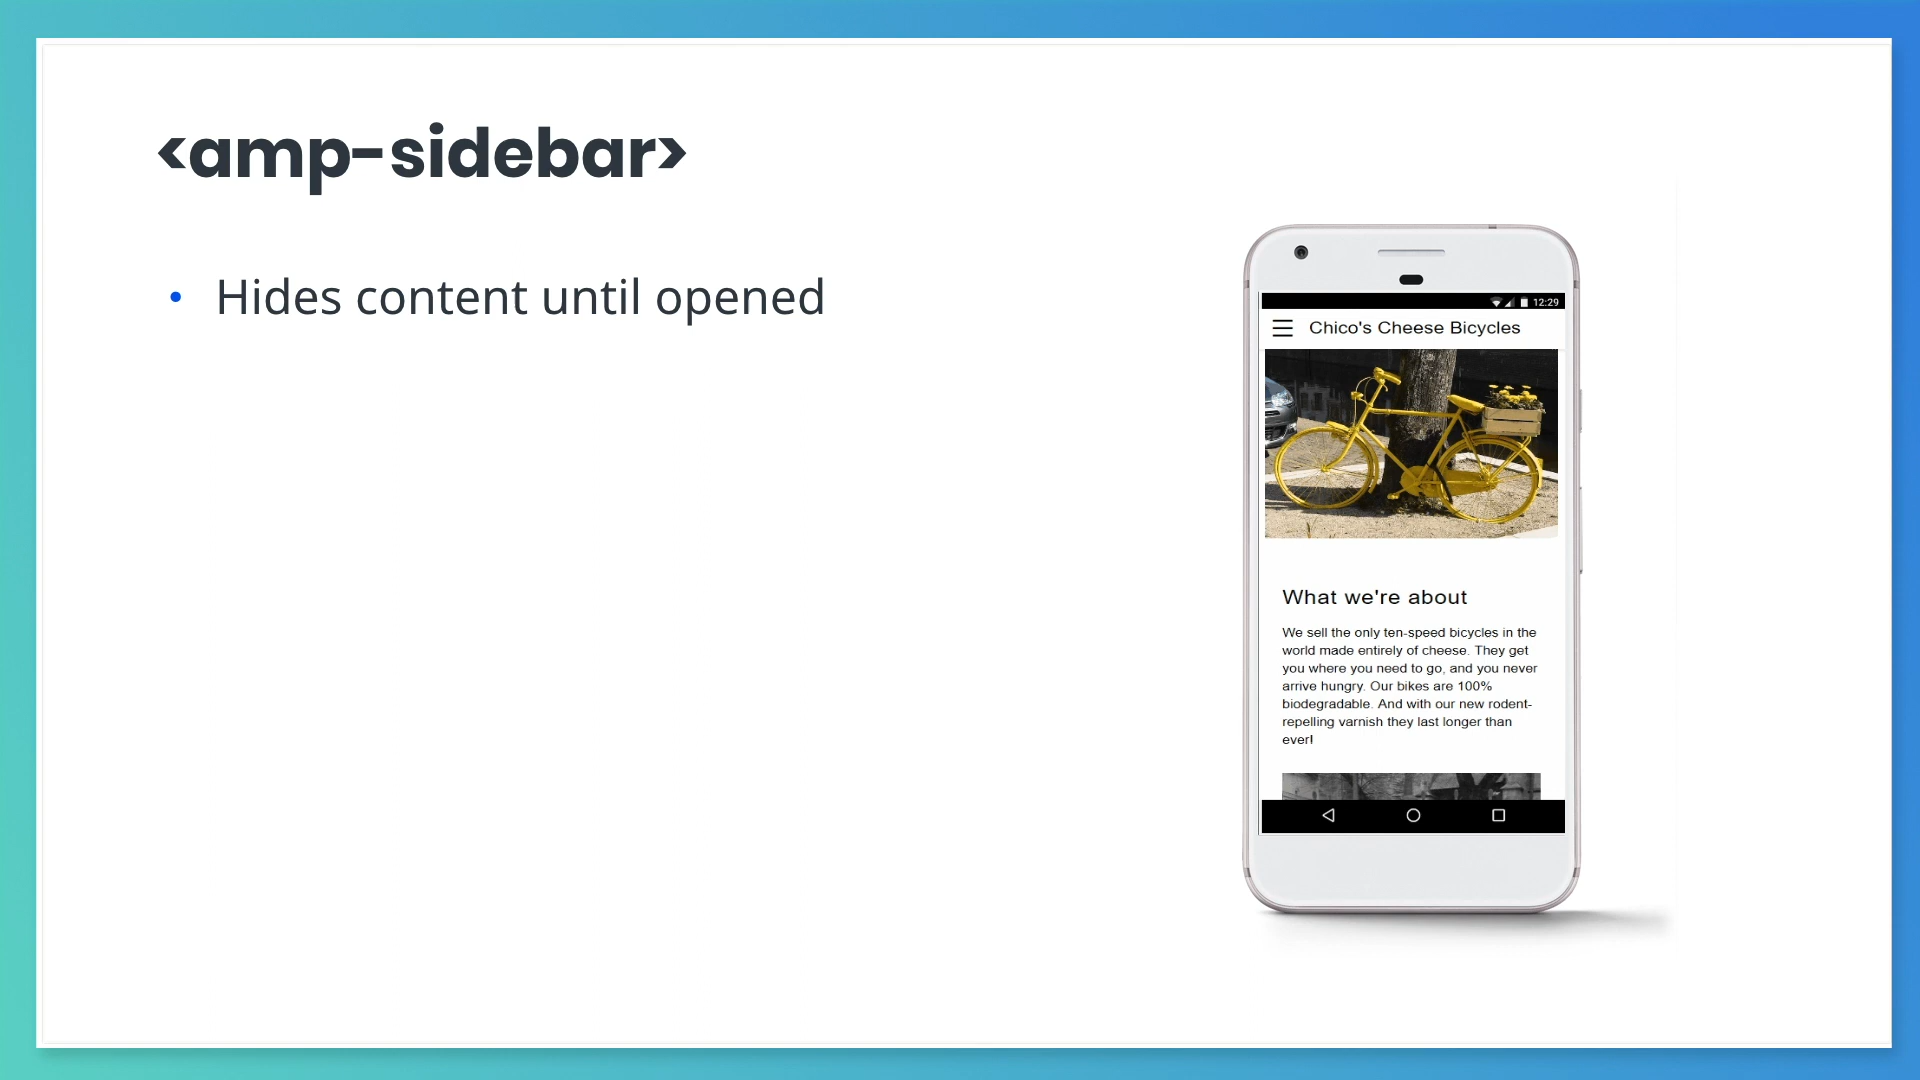 <amp-sidebar>
• Hides content until opened
12:29
Chico's Cheese Bicycles
What we're about
We sell the only ten-speed bicycles in the
world made entirely of cheese. They get
you where you need to go, and you never
arrive hungry. Our bikes are 100%
biodegradable. And with our new rodent-
repelling varnish they last longer than
ever!